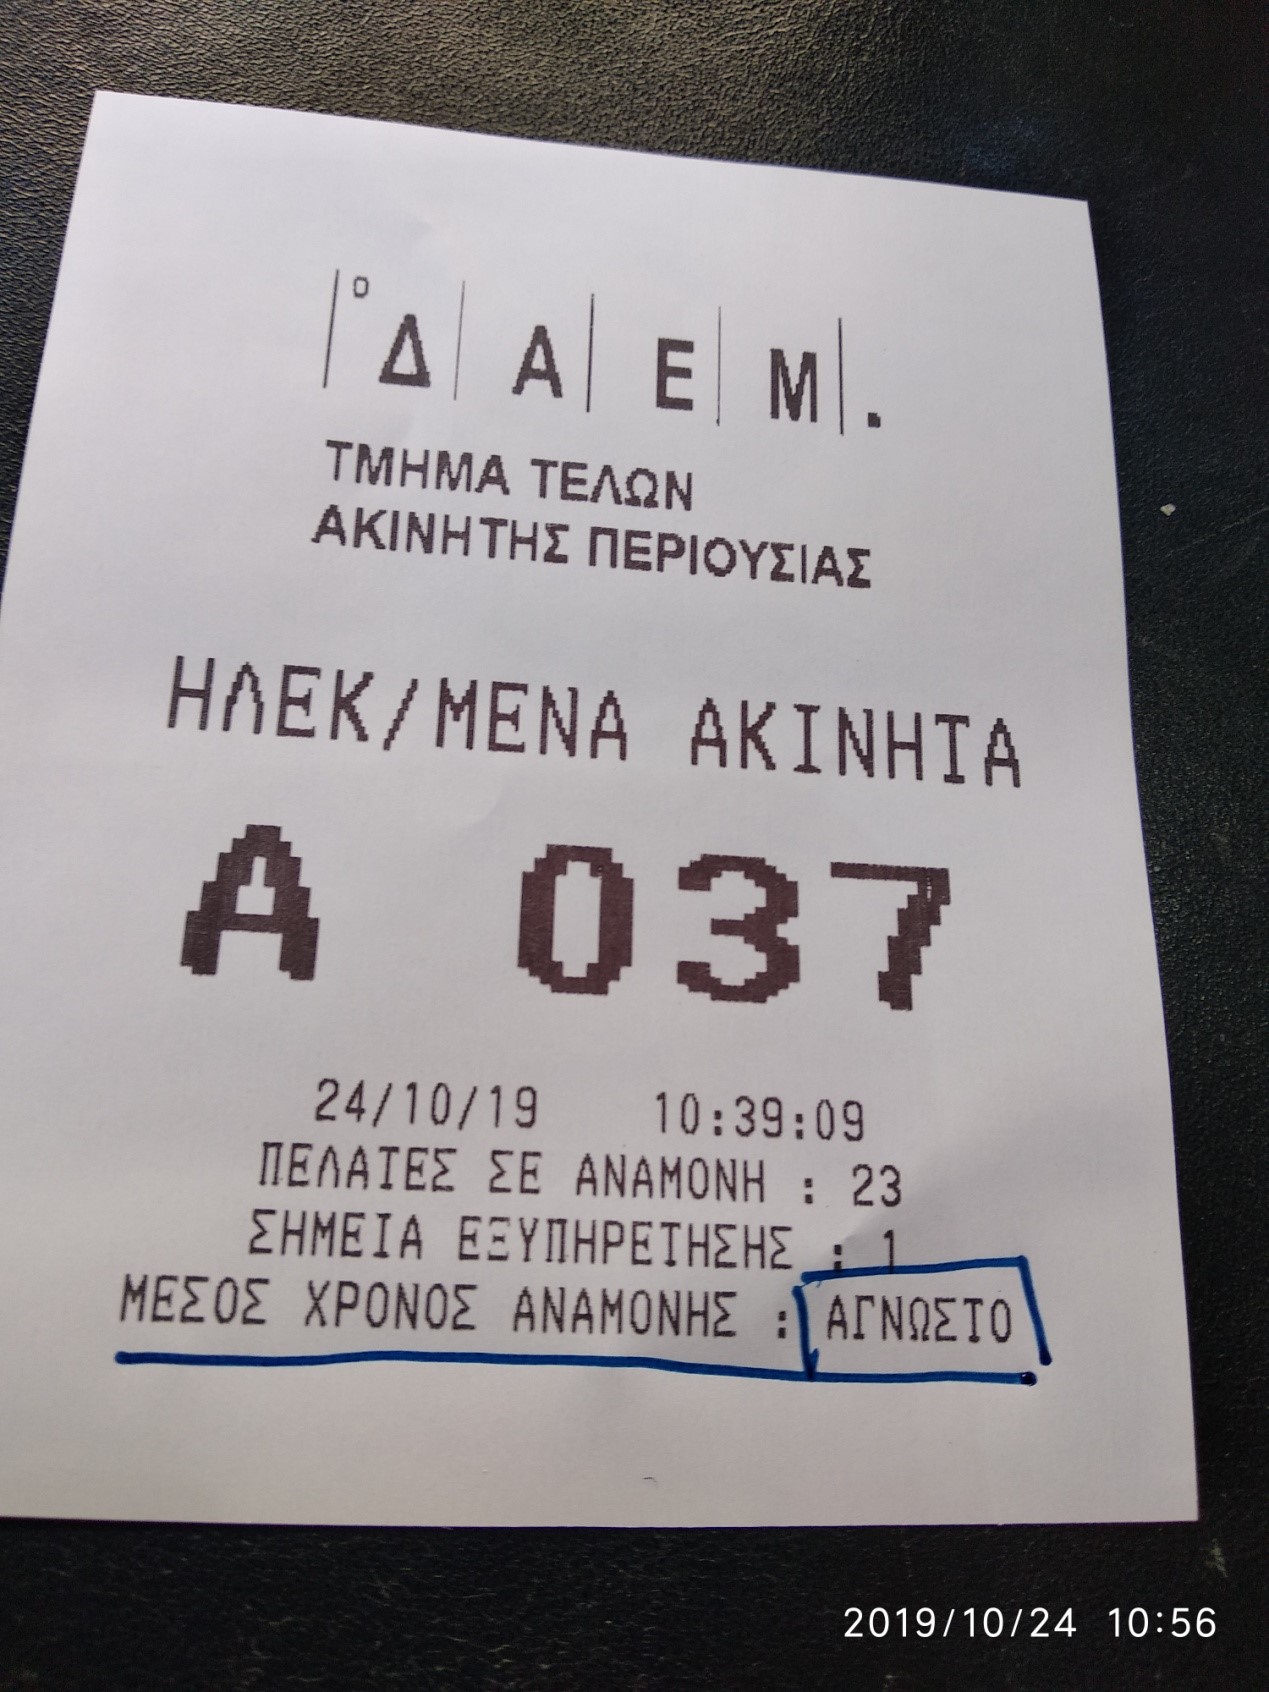 ° Δ Α Ε Μ .
ΤΜΗΜΑ ΤΕΛΩΝ
ΑΚΙΝΗΤΗΣ ΠΕΡΙΟΥΣΙΑΣ
ΗΛΕΚ/ΜΕΝΑ ΑΚΙΝΗΤΑ
Α 037
24/10/19 10:39:09
ΠΕΛΑΤΕΣ ΣΕ ΑΝΑΜΟΝΗ : 23
ΣΗΜΕΙΑ ΕΞΥΠΗΡΕΤΗΣΗΣ : 1
ΜΕΣΟΣ ΧΡΟΝΟΣ ΑΝΑΜΟΝΗΣ : ΑΓΝΩΣΤΟ
2019/10/24 10:56